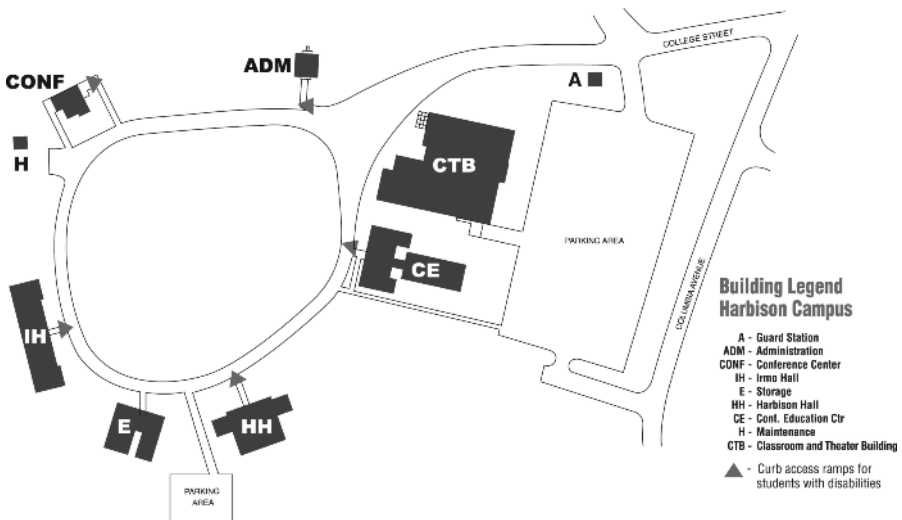 COLLEGE STREET
ADM
A
CONF
H
CTB
PARKING AREA
CE
COLUMBIA AVENUE
IH
E
HH
PARKING
AREA
Building Legend
Harbison Campus
A - Guard Station
ADM - Administration
CONF - Conference Center
IH - Irmo Hall
E - Storage
HH - Harbison Hall
CE - Cont. Education Ctr
H - Maintenance
CTB - Classroom and Theater Building
- Curb access ramps for
students with disabilities